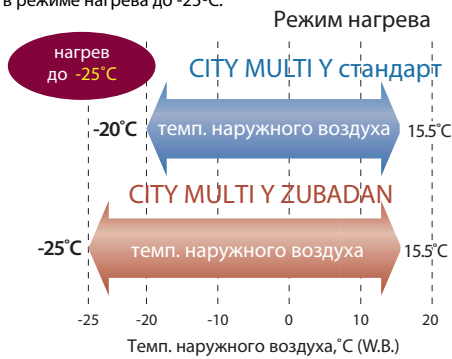 в режиме нагрева до -25°C.
Режим нагрева
нагрев
до -25˚C
CITY MULTI Y стандарт
-20˚C темп. наружного воздуха 15.5˚C
CITY MULTI Y ZUBADAN
-25˚C темп. наружного воздуха 15.5˚C
-25 -20 -10 0 10 20
Темп. наружного воздуха,˚C (W.B.)